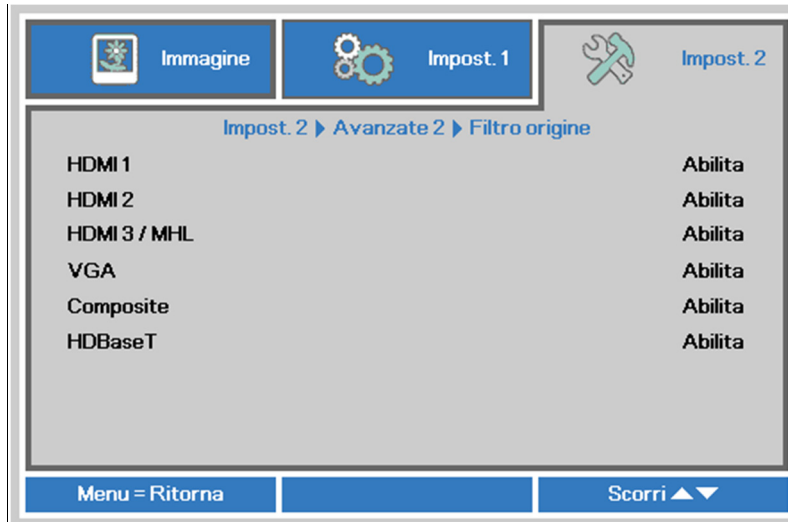 Immagine
Impost. 1
Impost. 2
Impost. 2 ▶ Avanzate 2 ▶ Filtro origine
HDMI 1 Abilita
HDMI 2 Abilita
HDMI 3 / MHL Abilita
VGA Abilita
Composite Abilita
HDBaseT Abilita
Menu = Ritorna
Scorri ▲▼